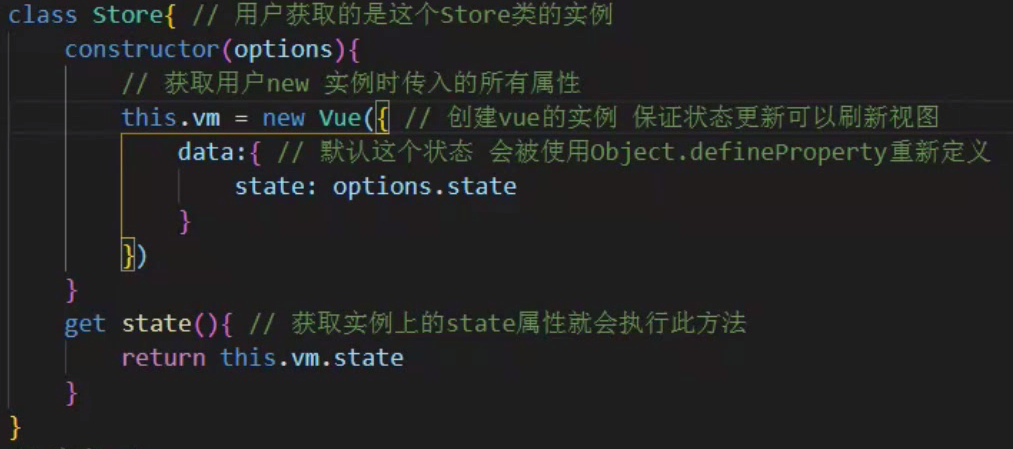 class Store{ // 用户获取的是这个Store类的实例
    constructor(options){
        // 获取用户new 实例时传入的所有属性
        this.vm = new Vue({ // 创建vue的实例 保证状态更新可以刷新视图
            data:{ // 默认这个状态 会被使用Object.defineProperty重新定义
                state: options.state
            }
        })
    }
    get state(){ // 获取实例上的state属性就会执行此方法
        return this.vm.state
    }
}